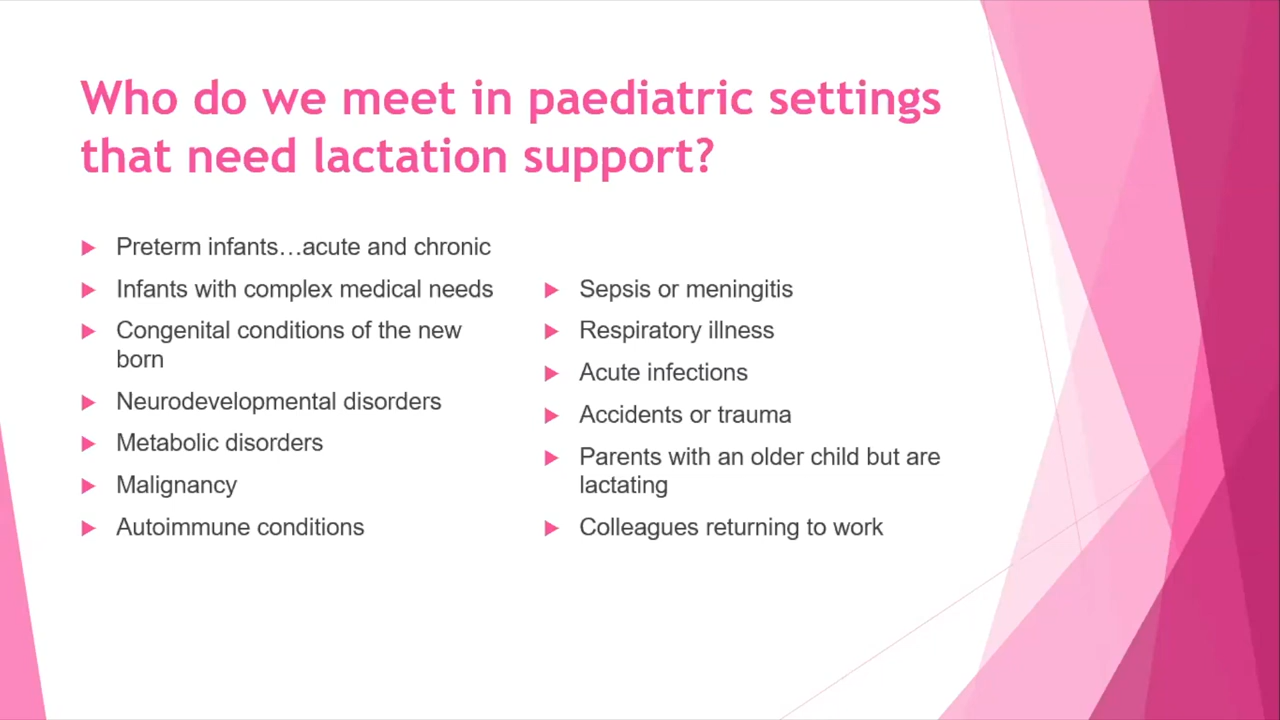 Who do we meet in paediatric settings
that need lactation support?
Preterm infants…acute and chronic
Infants with complex medical needs
Congenital conditions of the new
born
Neurodevelopmental disorders
Metabolic disorders
Malignancy
Autoimmune conditions
Sepsis or meningitis
Respiratory illness
Acute infections
Accidents or trauma
Parents with an older child but are
lactating
Colleagues returning to work